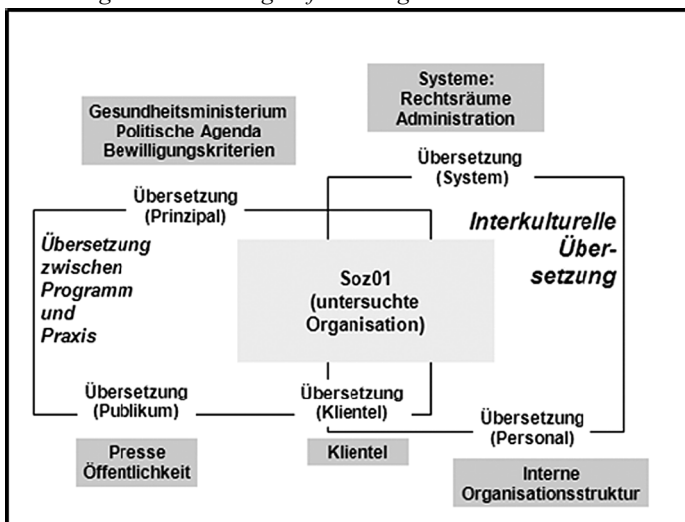 Systeme:
Rechtsräume
Administration
Gesundheitsministerium
Politische Agenda
Bewilligungskriterien
Übersetzung
(System)
Übersetzung
(Prinzipal)
Interkulturelle
Über-
setzung
Übersetzung
zwischen
Programm
und
Praxis
Soz01
(untersuchte
Organisation)
Übersetzung
(Publikum)
Übersetzung
(Klientel)
Übersetzung
(Personal)
Presse
Öffentlichkeit
Klientel
Interne
Organisationsstruktur